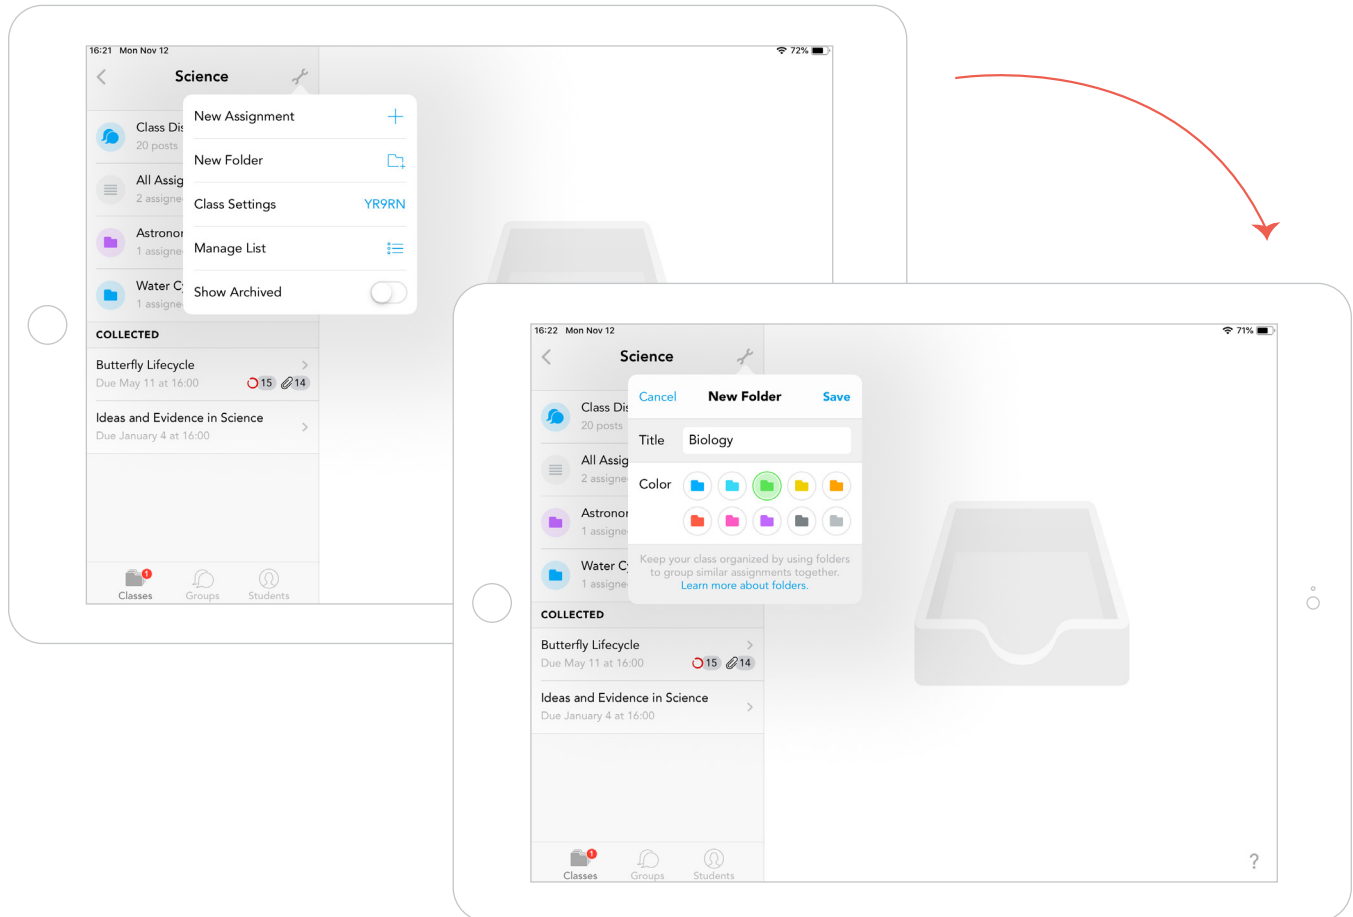 16:21 Mon Nov 12
72%
Science
New Assignment
New Folder
Class Settings YR9RN
Manage List
Show Archived
Class Dis
20 posts
All Assig
2 assigne
Astronor
1 assigne
Water C
1 assigne
COLLECTED
Butterfly Lifecycle
Due May 11 at 16:00 15 14
Ideas and Evidence in Science
Due January 4 at 16:00
1
Classes Groups Students
16:22 Mon Nov 12
71%
Science
Cancel New Folder Save
Title Biology
Color
Keep your class organized by using folders
to group similar assignments together.
Learn more about folders.
Class Dis
20 posts
All Assig
2 assigne
Astronor
1 assigne
Water C
1 assigne
COLLECTED
Butterfly Lifecycle
Due May 11 at 16:00 15 14
Ideas and Evidence in Science
Due January 4 at 16:00
1
Classes Groups Students
?